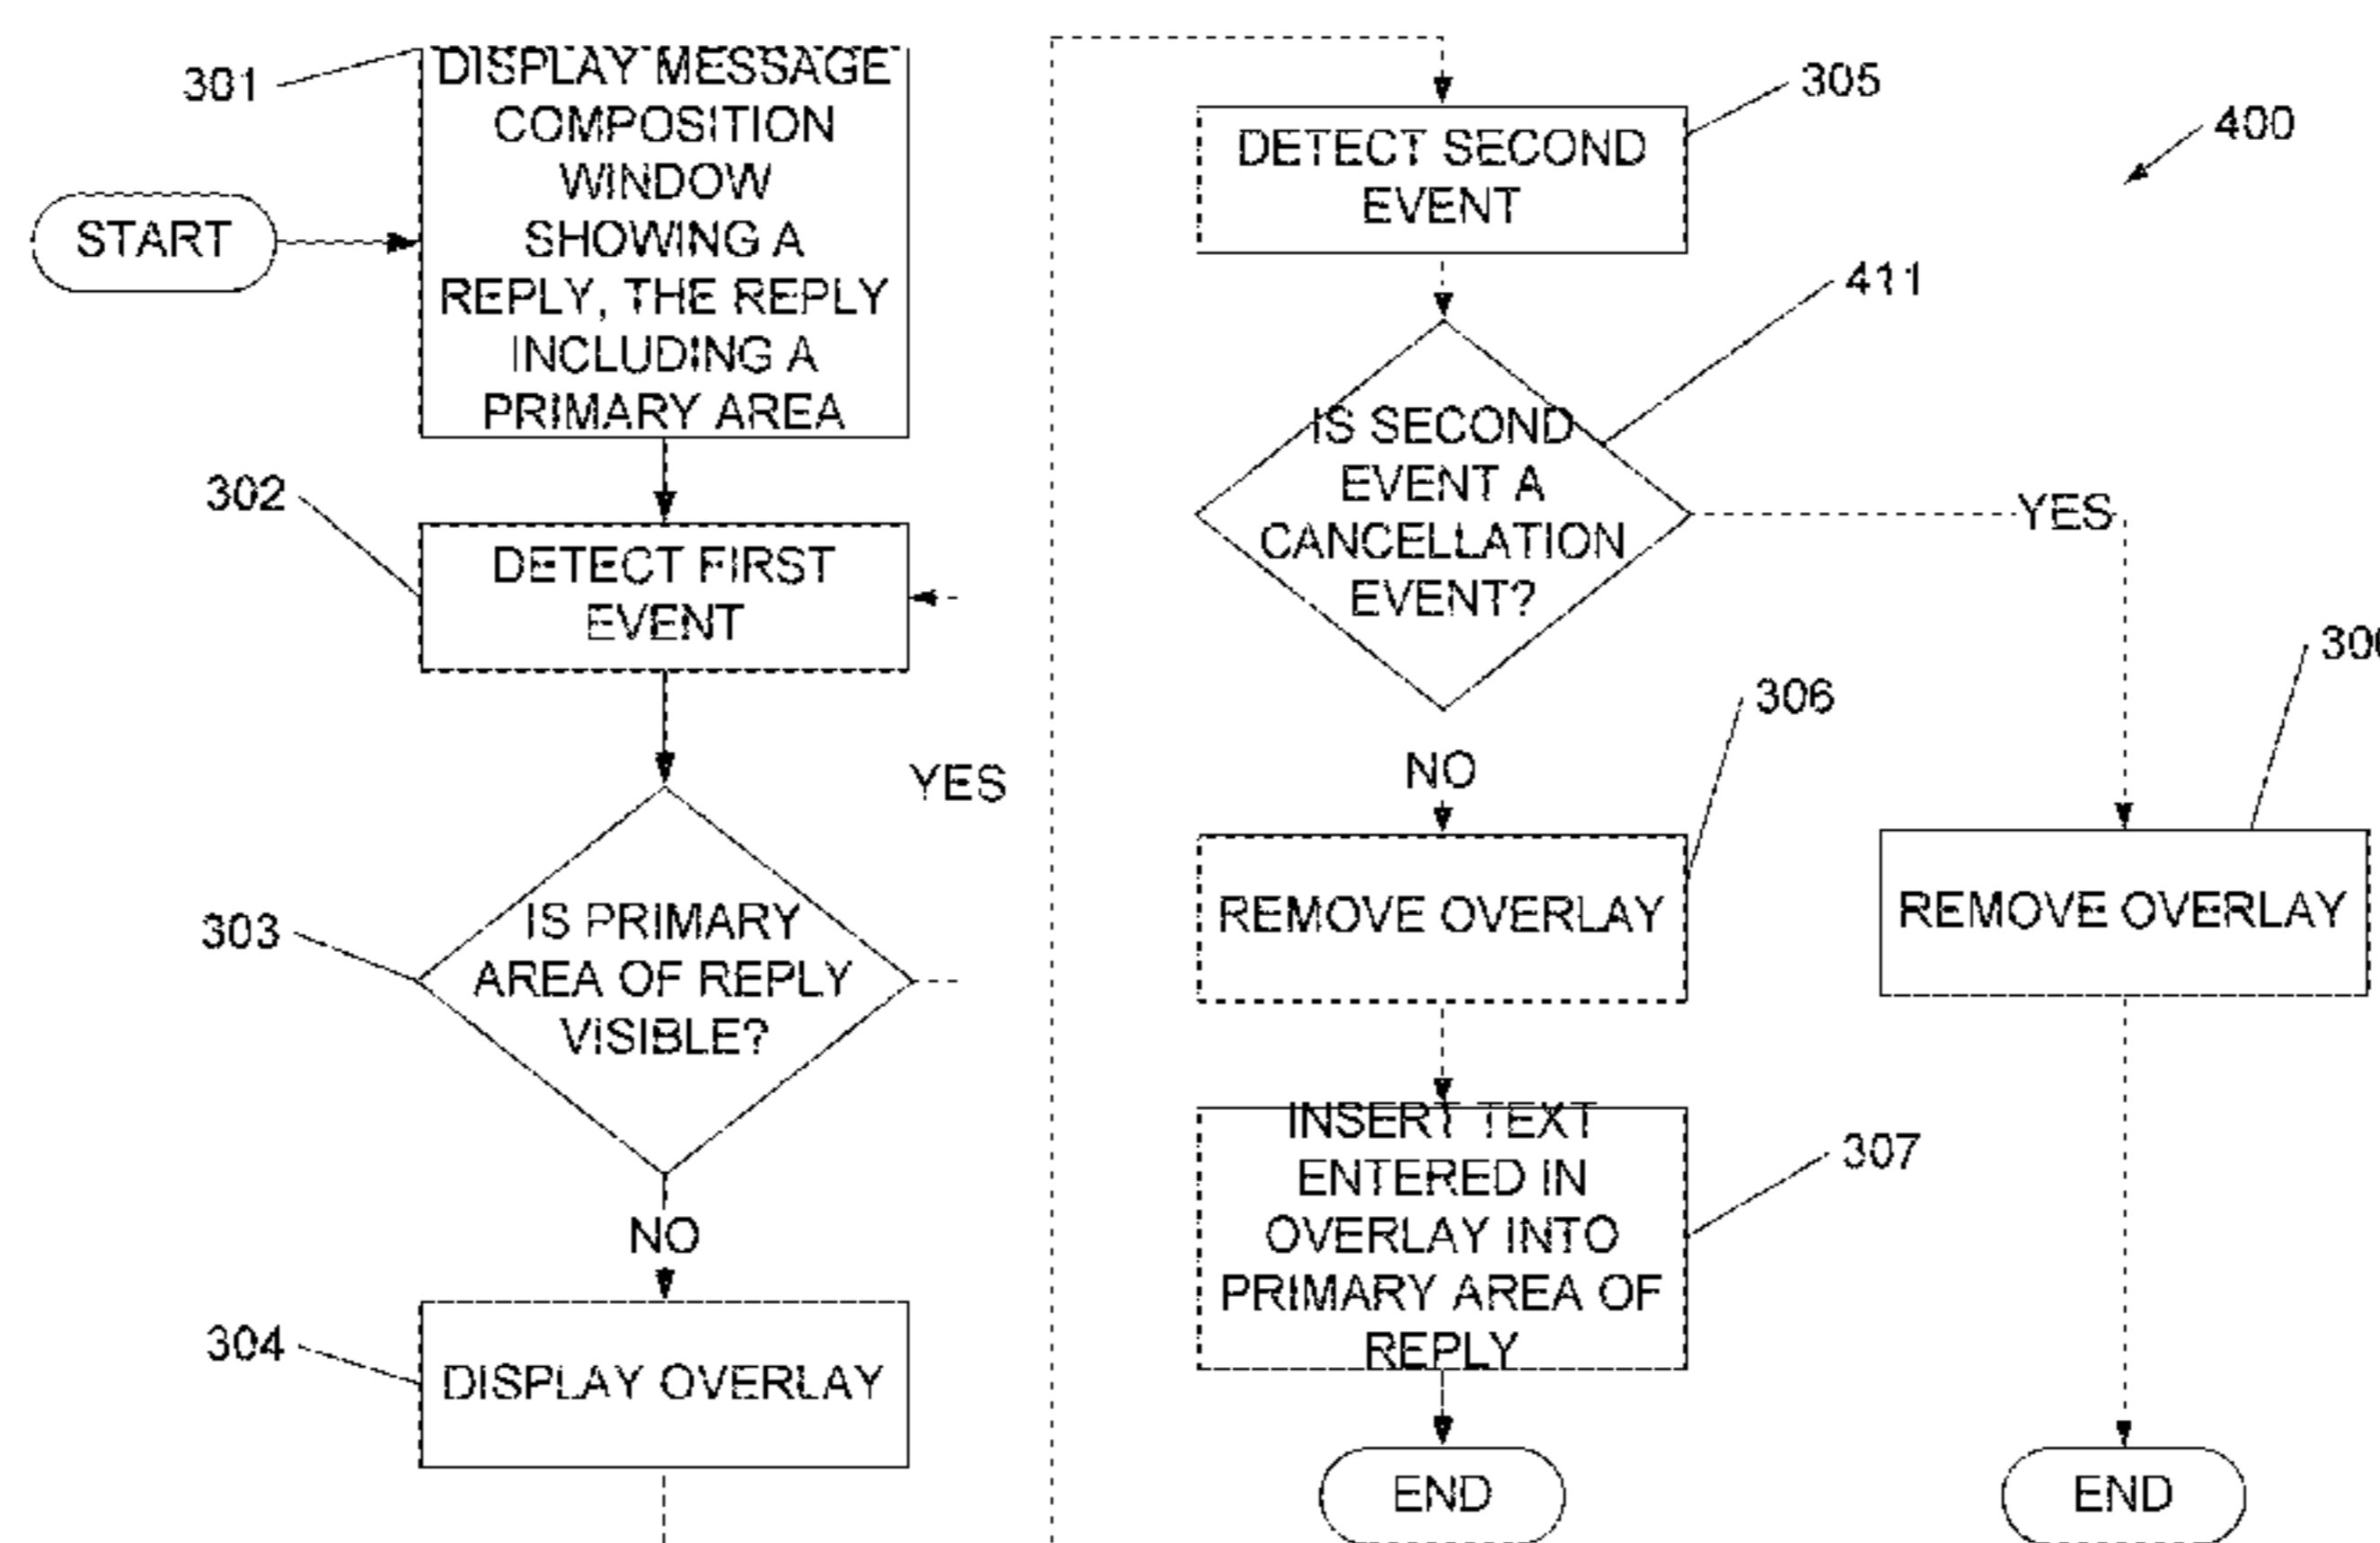 301
DISPLAY MESSAGE
COMPOSITION
WINDOW
SHOWING A
REPLY, THE REPLY
INCLUDING A
PRIMARY AREA
START
302
DETECT FIRST
EVENT
YES
303
IS PRIMARY
AREA OF REPLY
VISIBLE?
NO
304
DISPLAY OVERLAY
305
DETECT SECOND
EVENT
400
411
IS SECOND
EVENT A
CANCELLATION
EVENT?
YES
NO
306
REMOVE OVERLAY
REMOVE OVERLAY
307
INSERT TEXT
ENTERED IN
OVERLAY INTO
PRIMARY AREA OF
REPLY
END
END